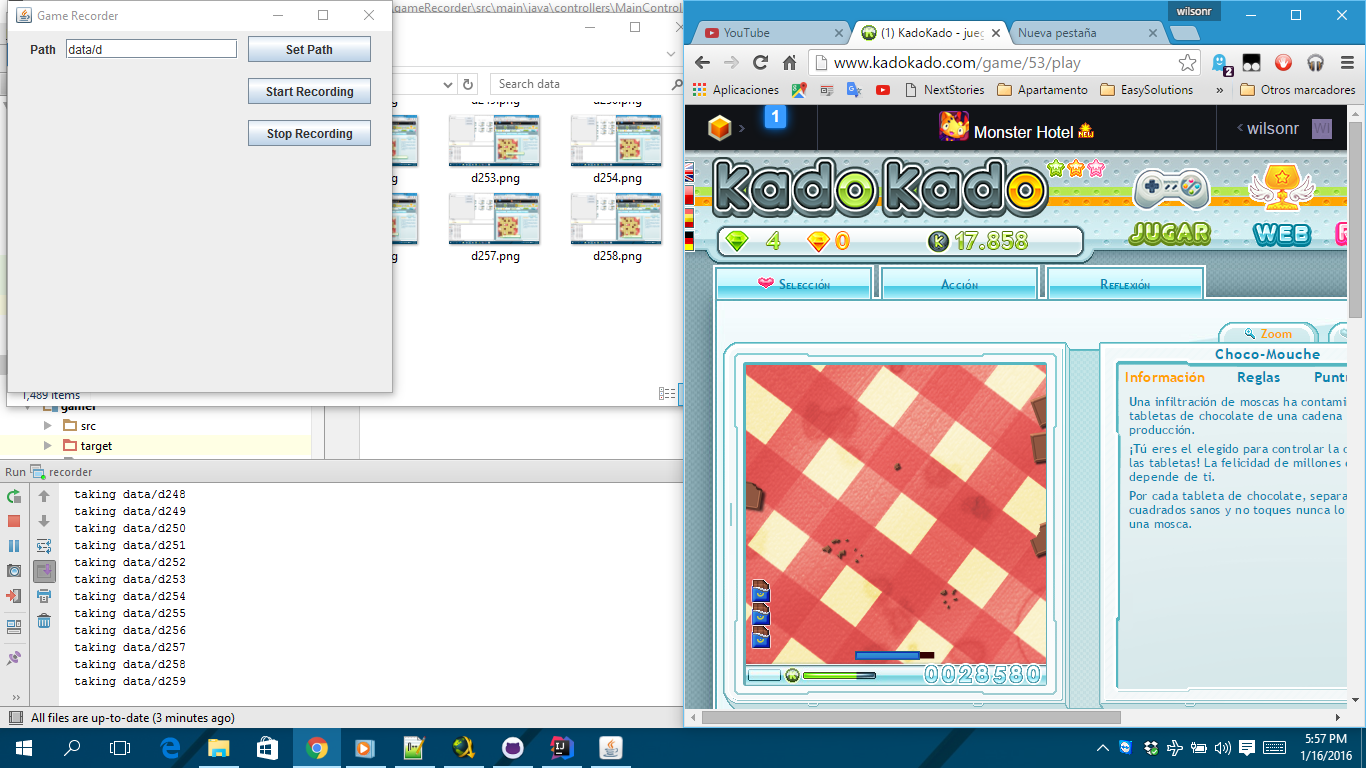 Game Recorder
Path data/d Set Path
Start Recording
Stop Recording
gameRecorder\src\main\java\controllers\MainControl
Search data
d253.png
d254.png
d257.png
d258.png
1,489 items
src
target
Run recorder
taking data/d248
taking data/d249
taking data/d250
taking data/d251
taking data/d252
taking data/d253
taking data/d254
taking data/d255
taking data/d256
taking data/d257
taking data/d258
taking data/d259
All files are up-to-date (3 minutes ago)
wilsonr
YouTube
(1) KadoKado - jueg
Nueva pestaña
www.kadokado.com/game/53/play
2
Aplicaciones
NextStories
Apartamento
EasySolutions
»
Otros marcadores
1
Monster Hotel NEW
wilsonr WI
kadokado
4 0 K 17.858
JUGAR
WEB
Selección
Acción
Reflexión
Zoom
Choco-Mouche
Información Reglas Puntu
Una infiltración de moscas ha contami
tabletas de chocolate de una cadena
producción.
¡Tú eres el elegido para controlar la c
las tabletas! La felicidad de millones
depende de ti.
Por cada tableta de chocolate, separa
cuadrados sanos y no toques nunca lo
una mosca.
0028580
5:57 PM
1/16/2016